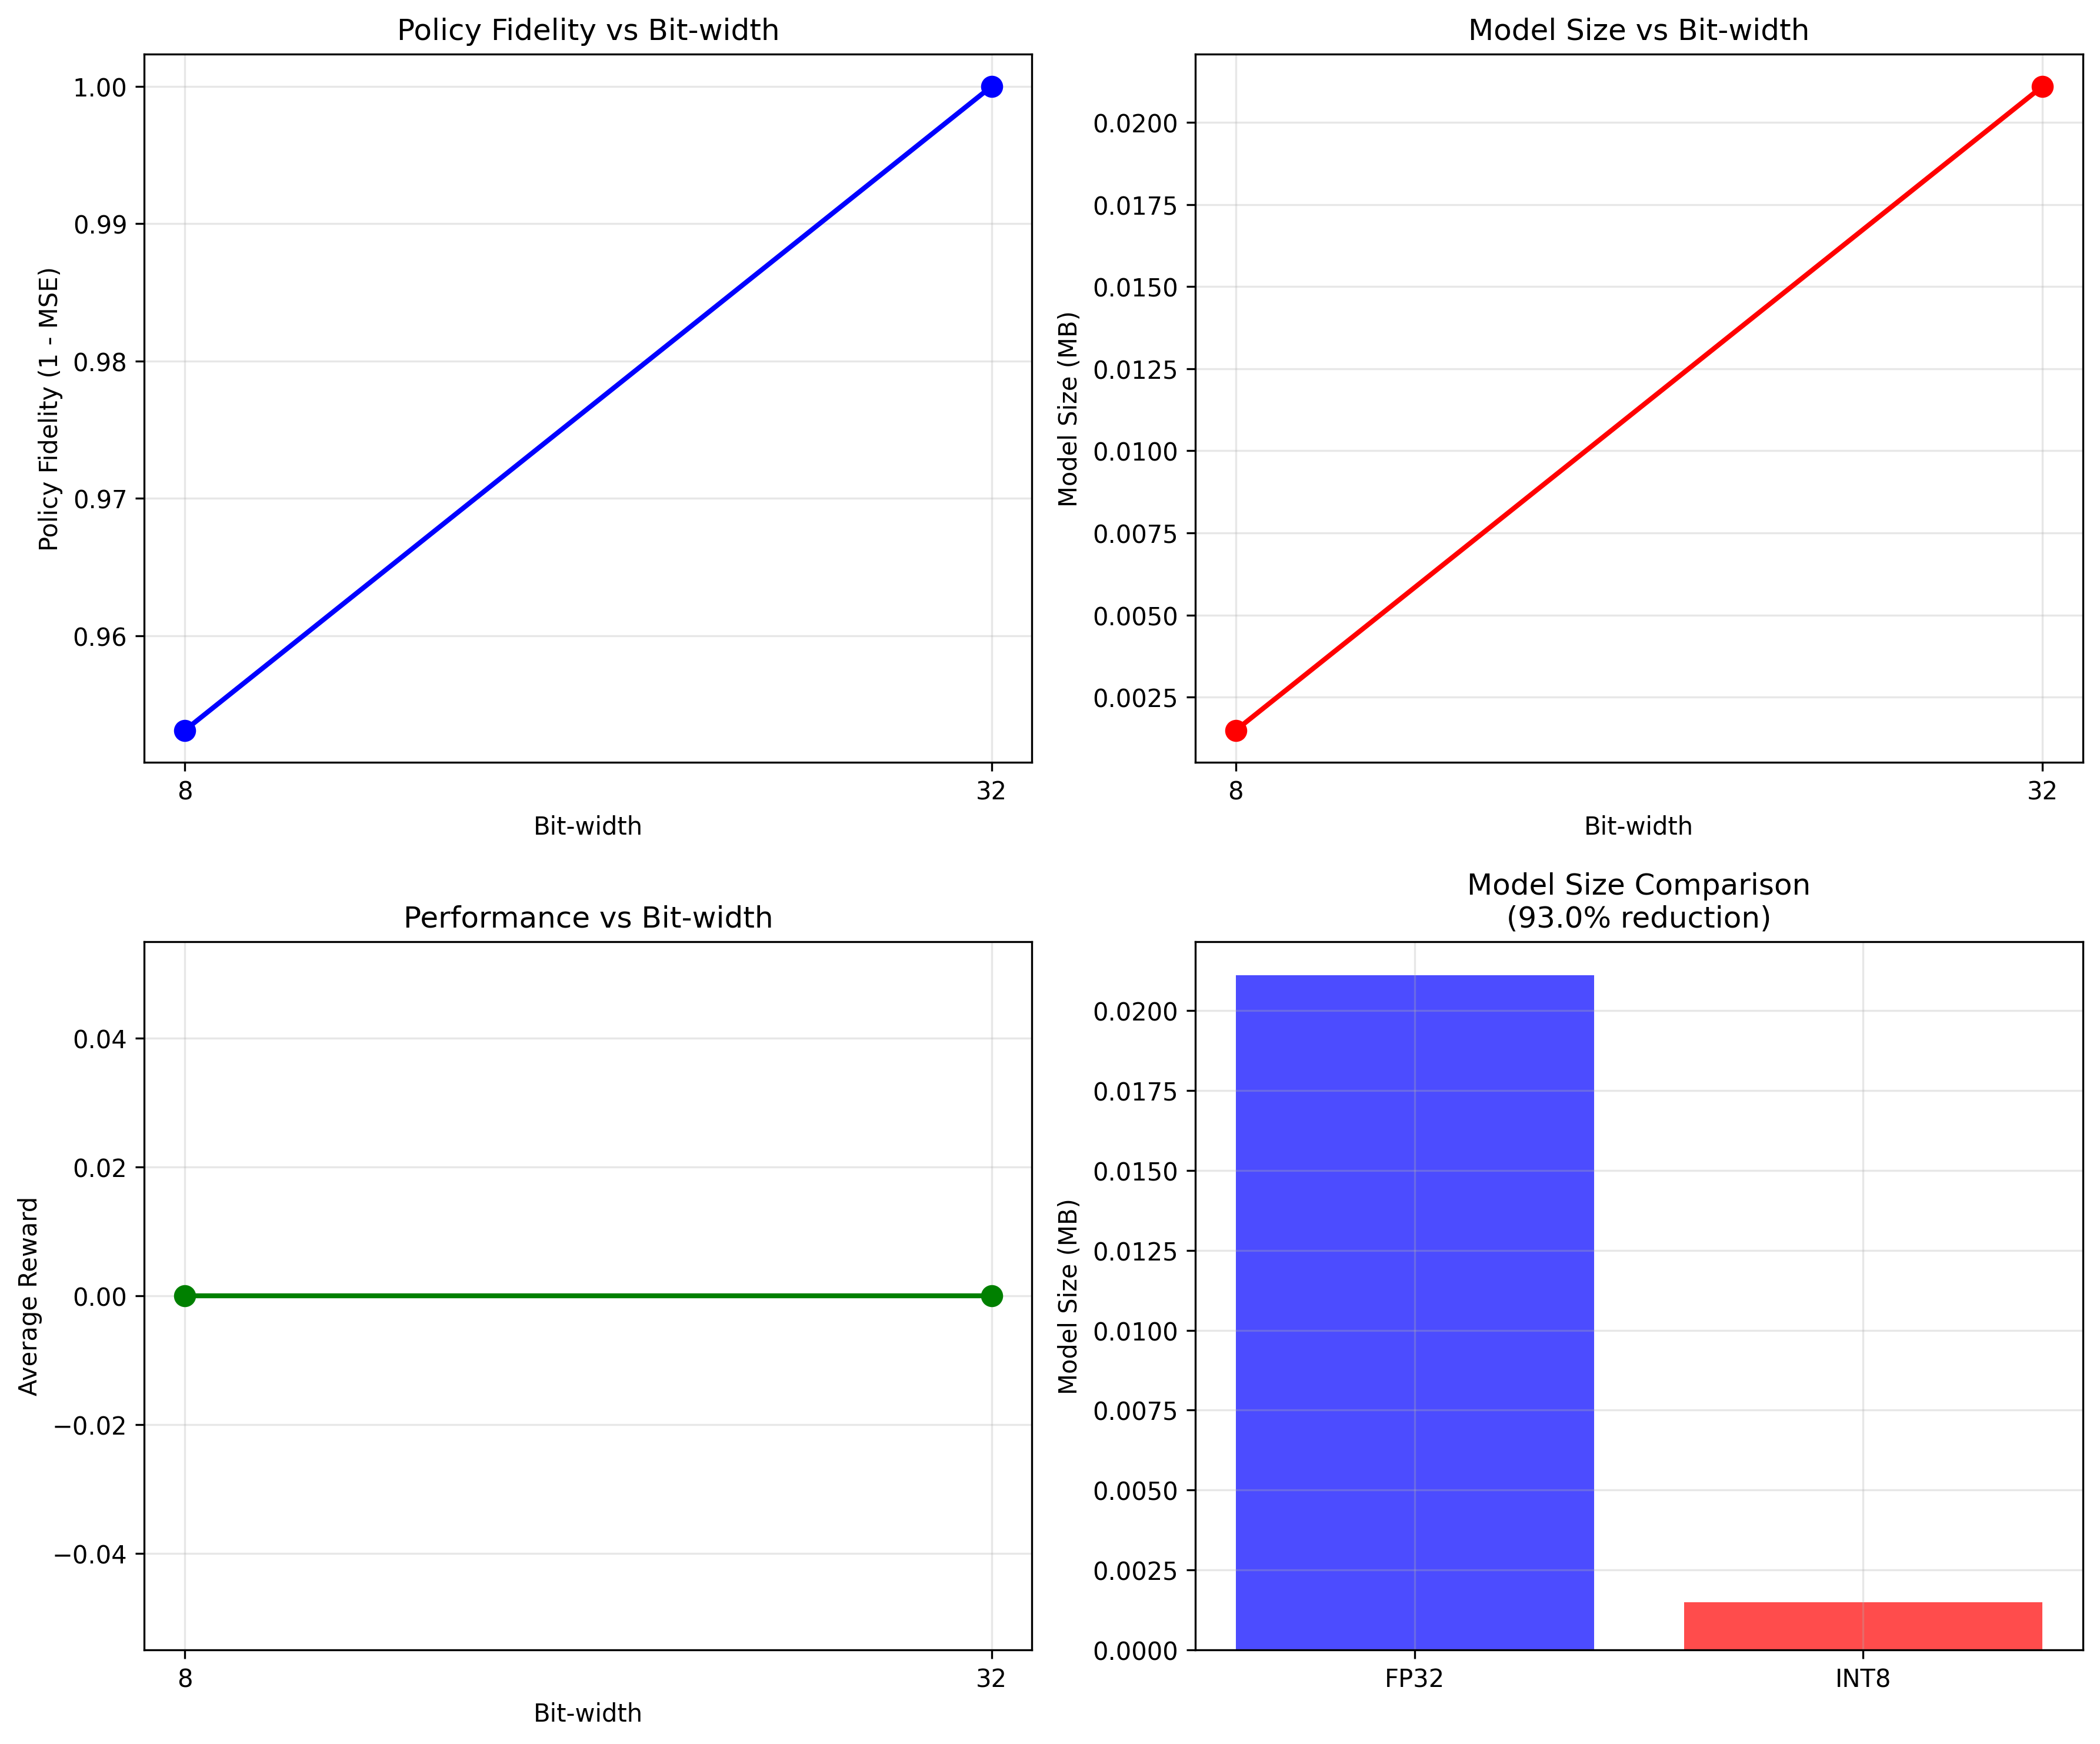 Policy Fidelity vs Bit-width
1.00
0.99
0.98
0.97
0.96
Policy Fidelity (1 - MSE)
8
32
Bit-width
Model Size vs Bit-width
0.0200
0.0175
0.0150
0.0125
0.0100
0.0075
0.0050
0.0025
Model Size (MB)
8
32
Bit-width
Performance vs Bit-width
0.04
0.02
0.00
−0.02
−0.04
Average Reward
8
32
Bit-width
Model Size Comparison
(93.0% reduction)
0.0200
0.0175
0.0150
0.0125
0.0100
0.0075
0.0050
0.0025
0.0000
Model Size (MB)
FP32
INT8